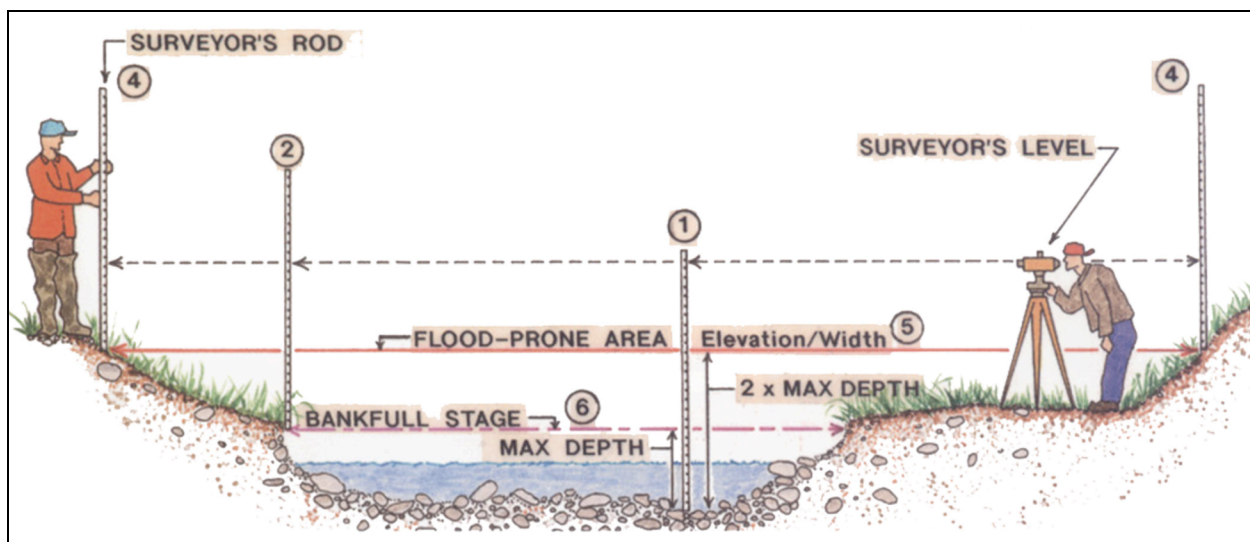 SURVEYOR'S ROD
4
4
2
SURVEYOR'S LEVEL
1
FLOOD-PRONE AREA Elevation/Width 5
2 x MAX DEPTH
BANKFULL STAGE 6
MAX DEPTH